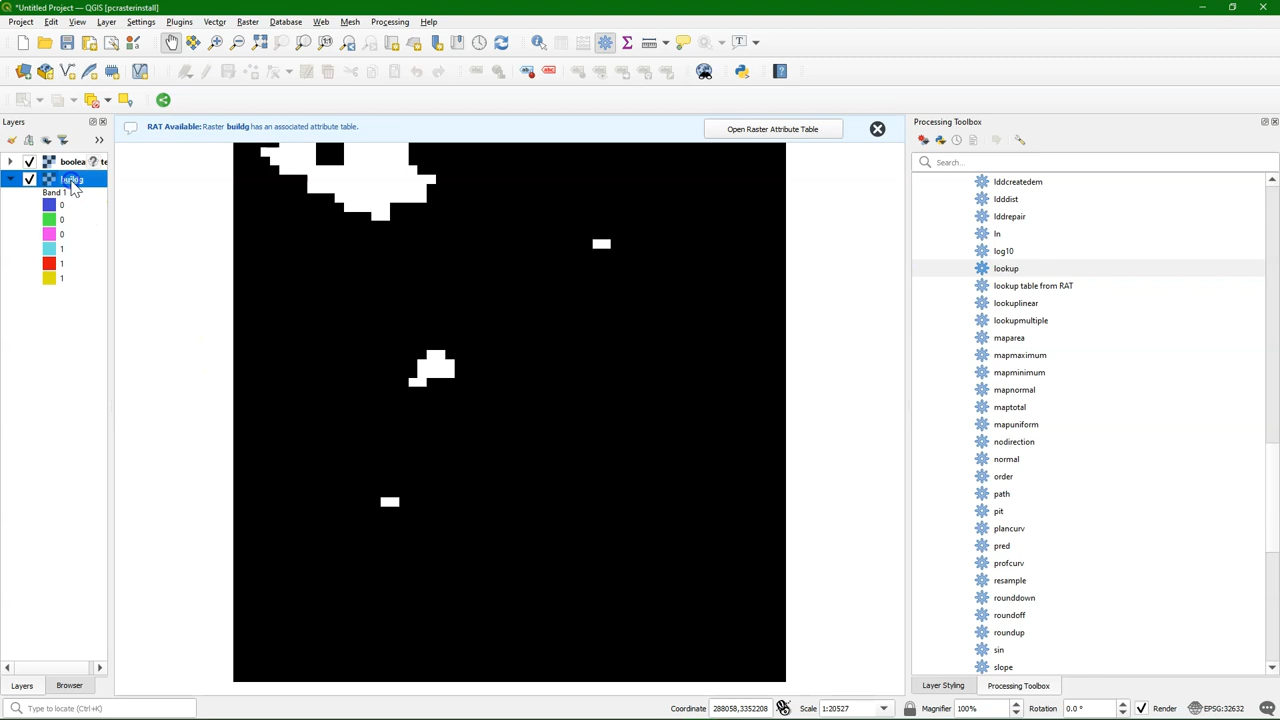 *Untitled Project — QGIS [pcrasterinstall]
Project Edit View Layer Settings Plugins Vector Raster Database Web Mesh Processing Help
Layers
RAT Available: Raster buildg has an associated attribute table.
Open Raster Attribute Table
Processing Toolbox
Search...
boolea
te
buildg
Band 1
0
0
0
1
1
1
lddcreatedem
ldddist
lddrepair
ln
log10
lookup
lookup table from RAT
lookuplinear
lookupmultiple
maparea
mapmaximum
mapminimum
mapnormal
maptotal
mapuniform
nodirection
normal
order
path
pit
plancurv
pred
profcurv
resample
rounddown
roundoff
roundup
sin
slope
Layers Browser
Layer Styling Processing Toolbox
Type to locate (Ctrl+K)
Coordinate 288058,3352208 Scale 1:20527 Magnifier 100% Rotation 0.0 ° Render EPSG:32632